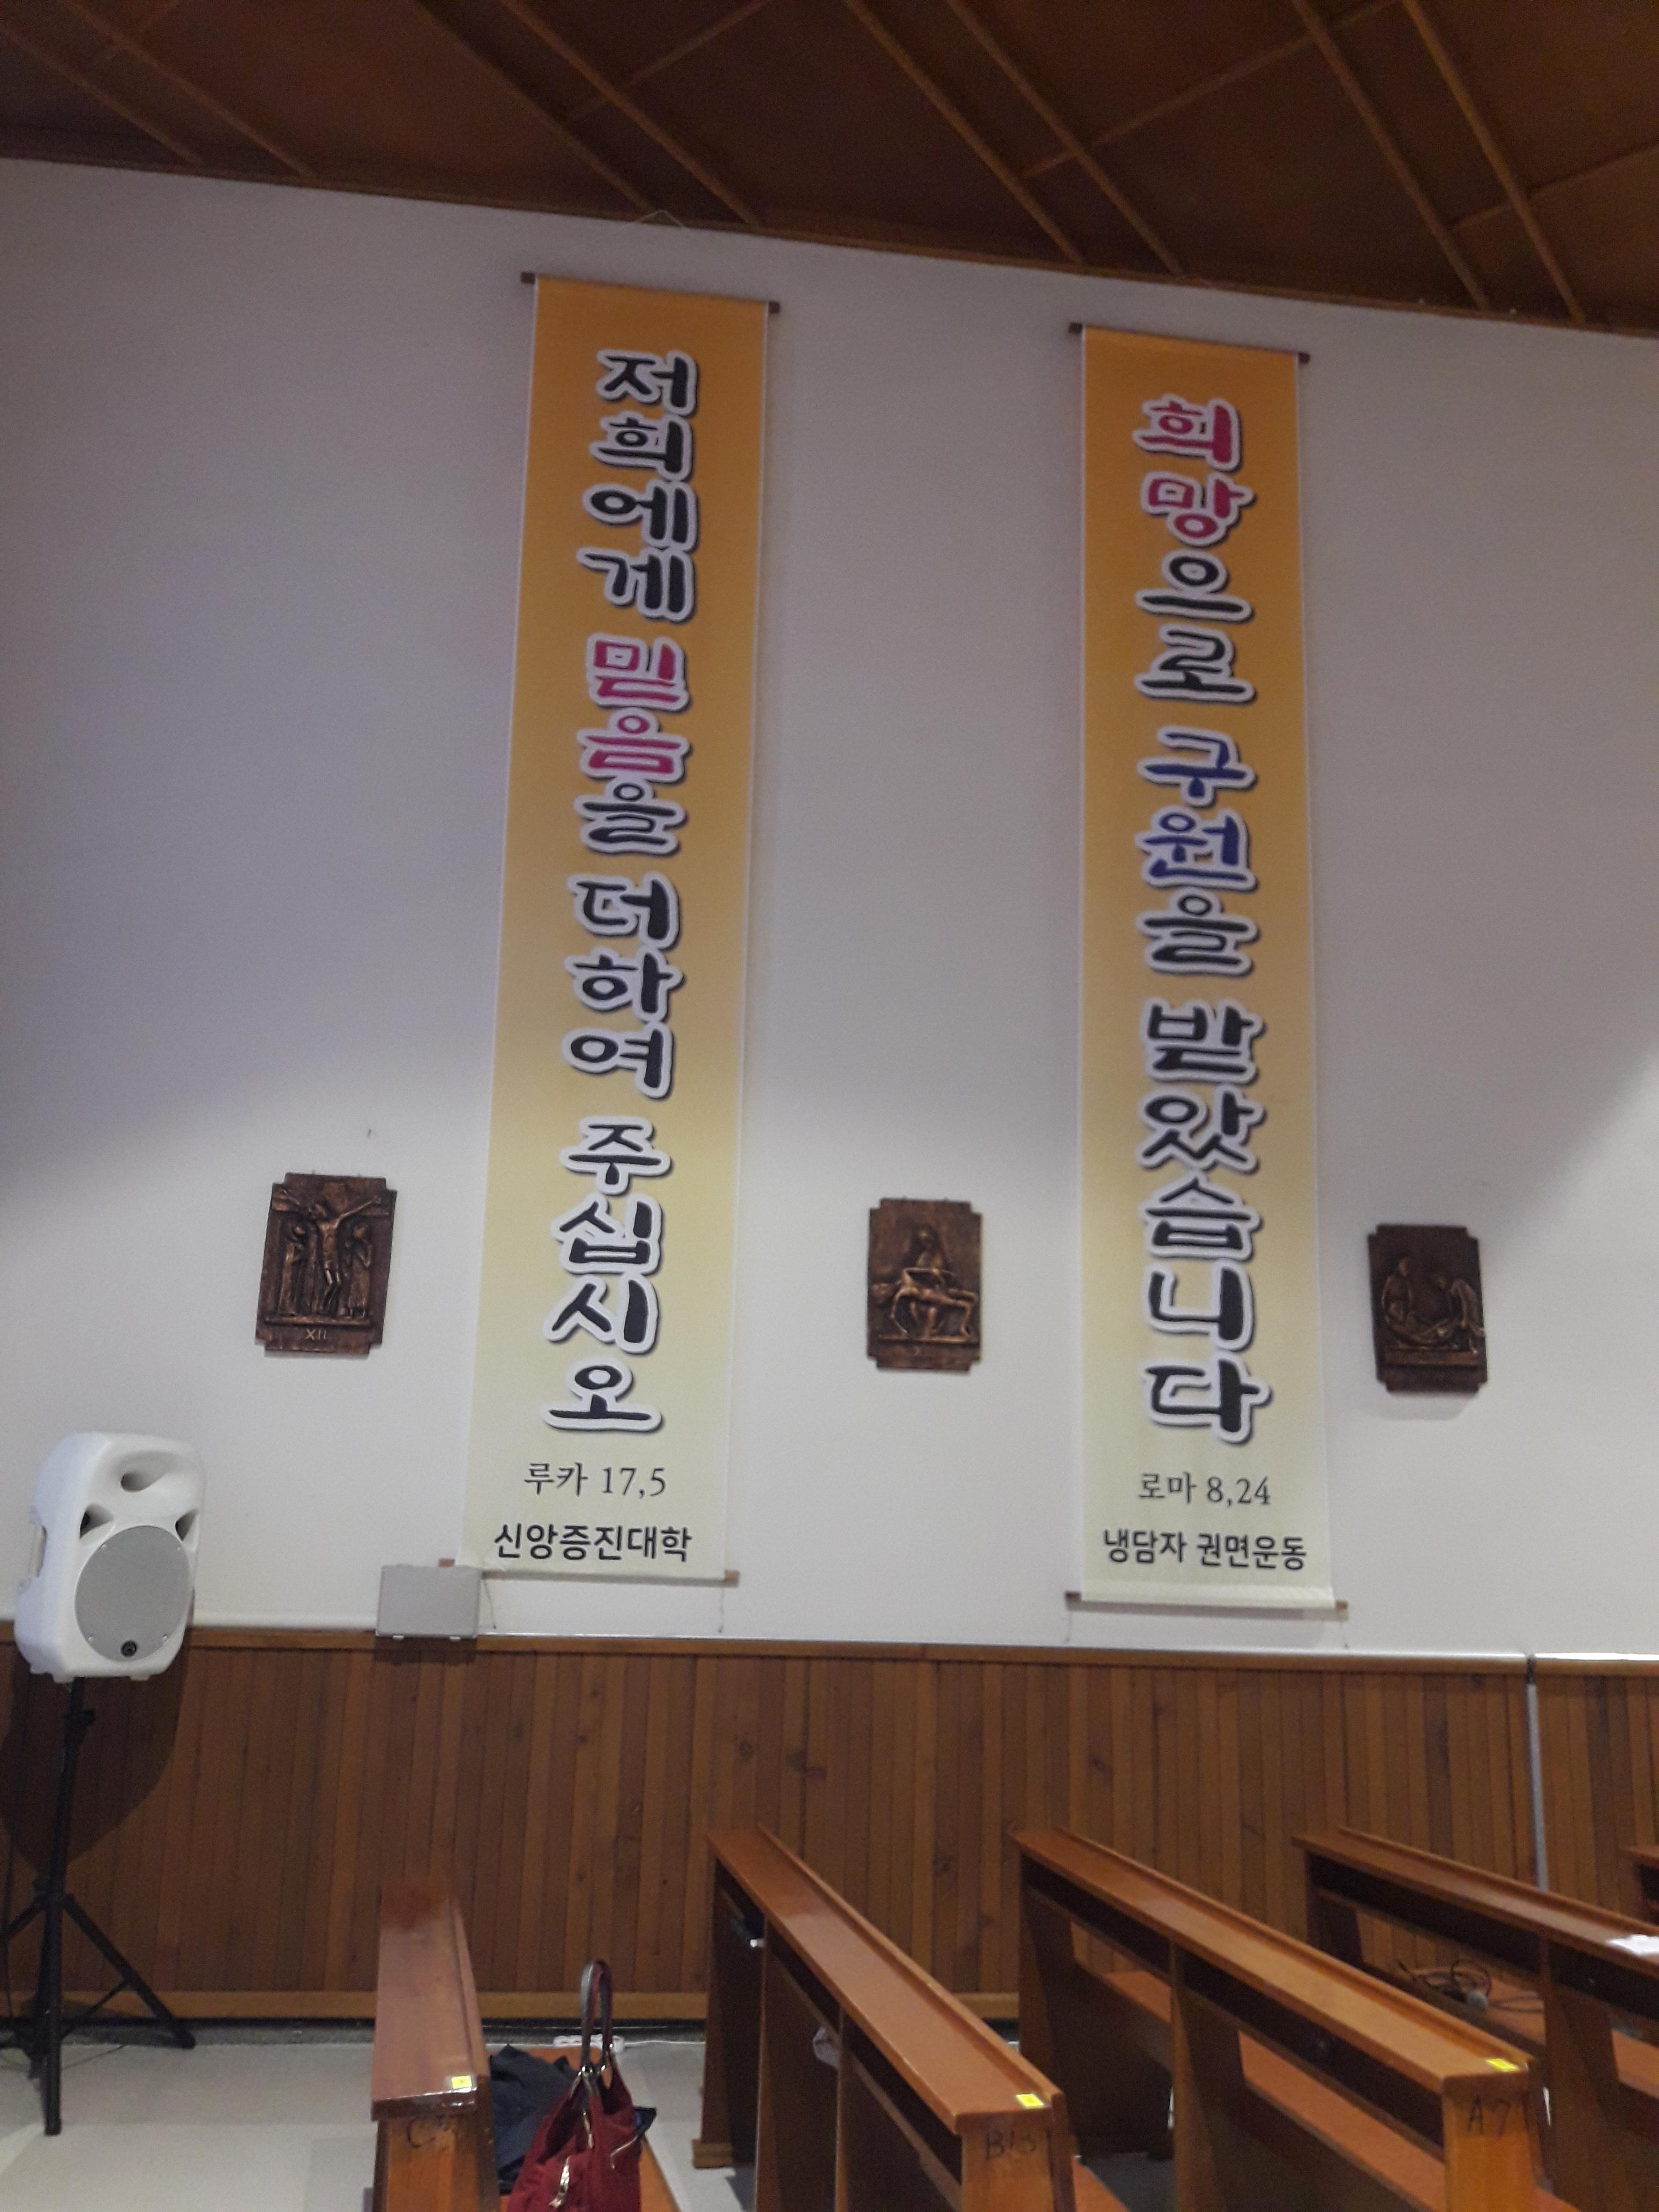 저희에게 믿음을 더하여 주십시오
루카 17,5
신앙증진대학
희망으로 구원을 받았습니다
로마 8,24
냉담자 권면운동
XII